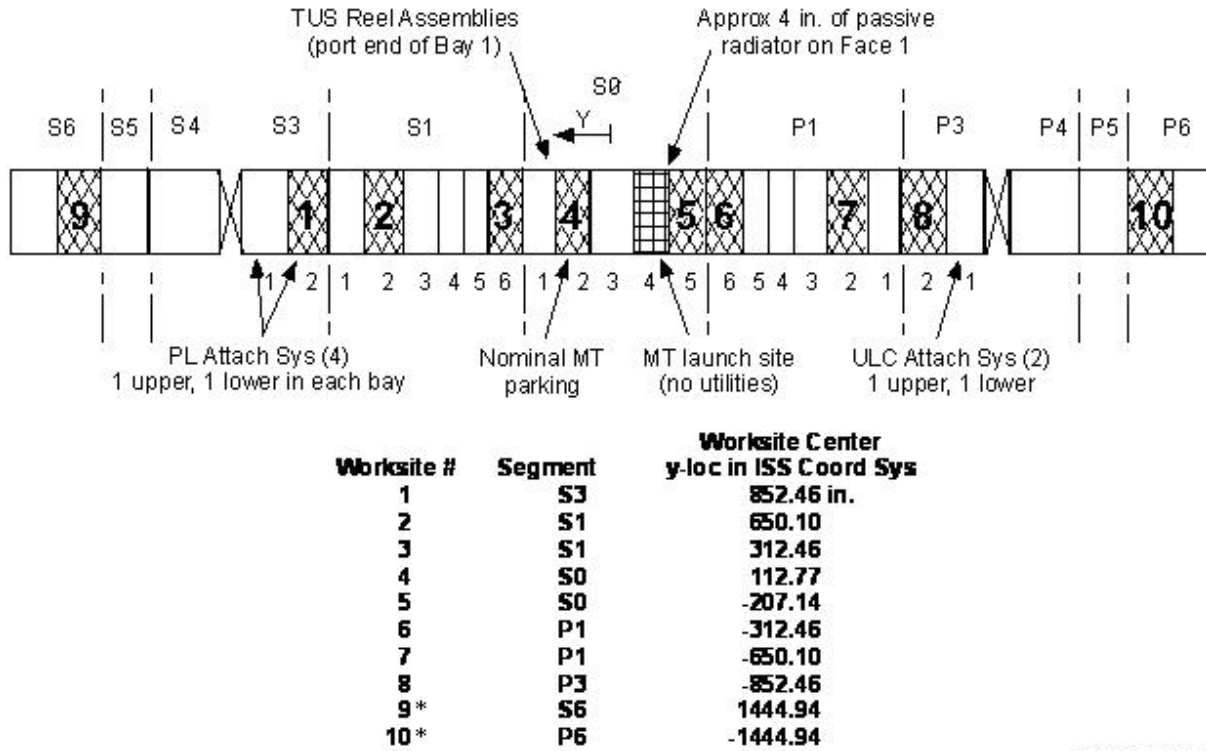 TUS Reel Assemblies
(port end of Bay 1)
Approx 4 in. of passive
radiator on Face 1
S0
Y
S6 S5 S4 S3 S1 P1 P3 P4 P5 P6
9 1 2 3 4 5 6 7 8 10
1 2 1 2 3 4 5 6 1 2 3 4 5 6 5 4 3 2 1 2 1
PL Attach Sys (4)
1 upper, 1 lower in each bay
Nominal MT
parking
MT launch site
(no utilities)
ULC Attach Sys (2)
1 upper, 1 lower
Worksite # Segment Worksite Center
y-loc in ISS Coord Sys
1 S3 852.46 in.
2 S1 650.10
3 S1 312.46
4 S0 112.77
5 S0 -207.14
6 P1 -312.46
7 P1 -650.10
8 P3 -852.46
9* S6 1444.94
10* P6 -1444.94